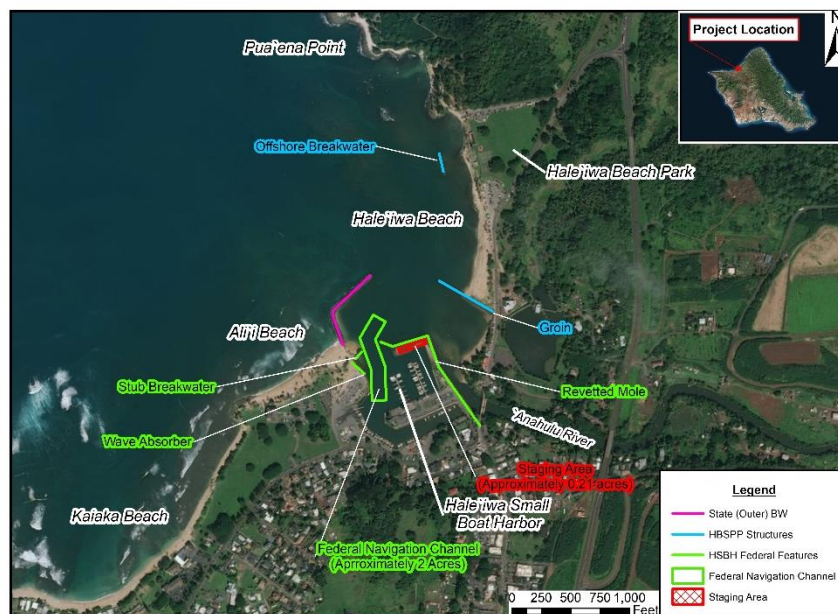 Pua`ena Point
Project Location
N
Offshore Breakwater
Hale`iwa Beach Park
Hale`iwa Beach
Ali`i Beach
Groin
Stub Breakwater
Revetted Mole
Wave Absorber
`Anahulu River
Staging Area
(Approximately 0.21 acres)
Hale`iwa Small
Boat Harbor
Kaiaka Beach
Federal Navigation Channel
(Aprroximately 2 Acres)
Legend
State (Outer) BW
HBSPP Structures
HSBH Federal Features
Federal Navigation Channel
Staging Area
0 250 500 1,000
Feet